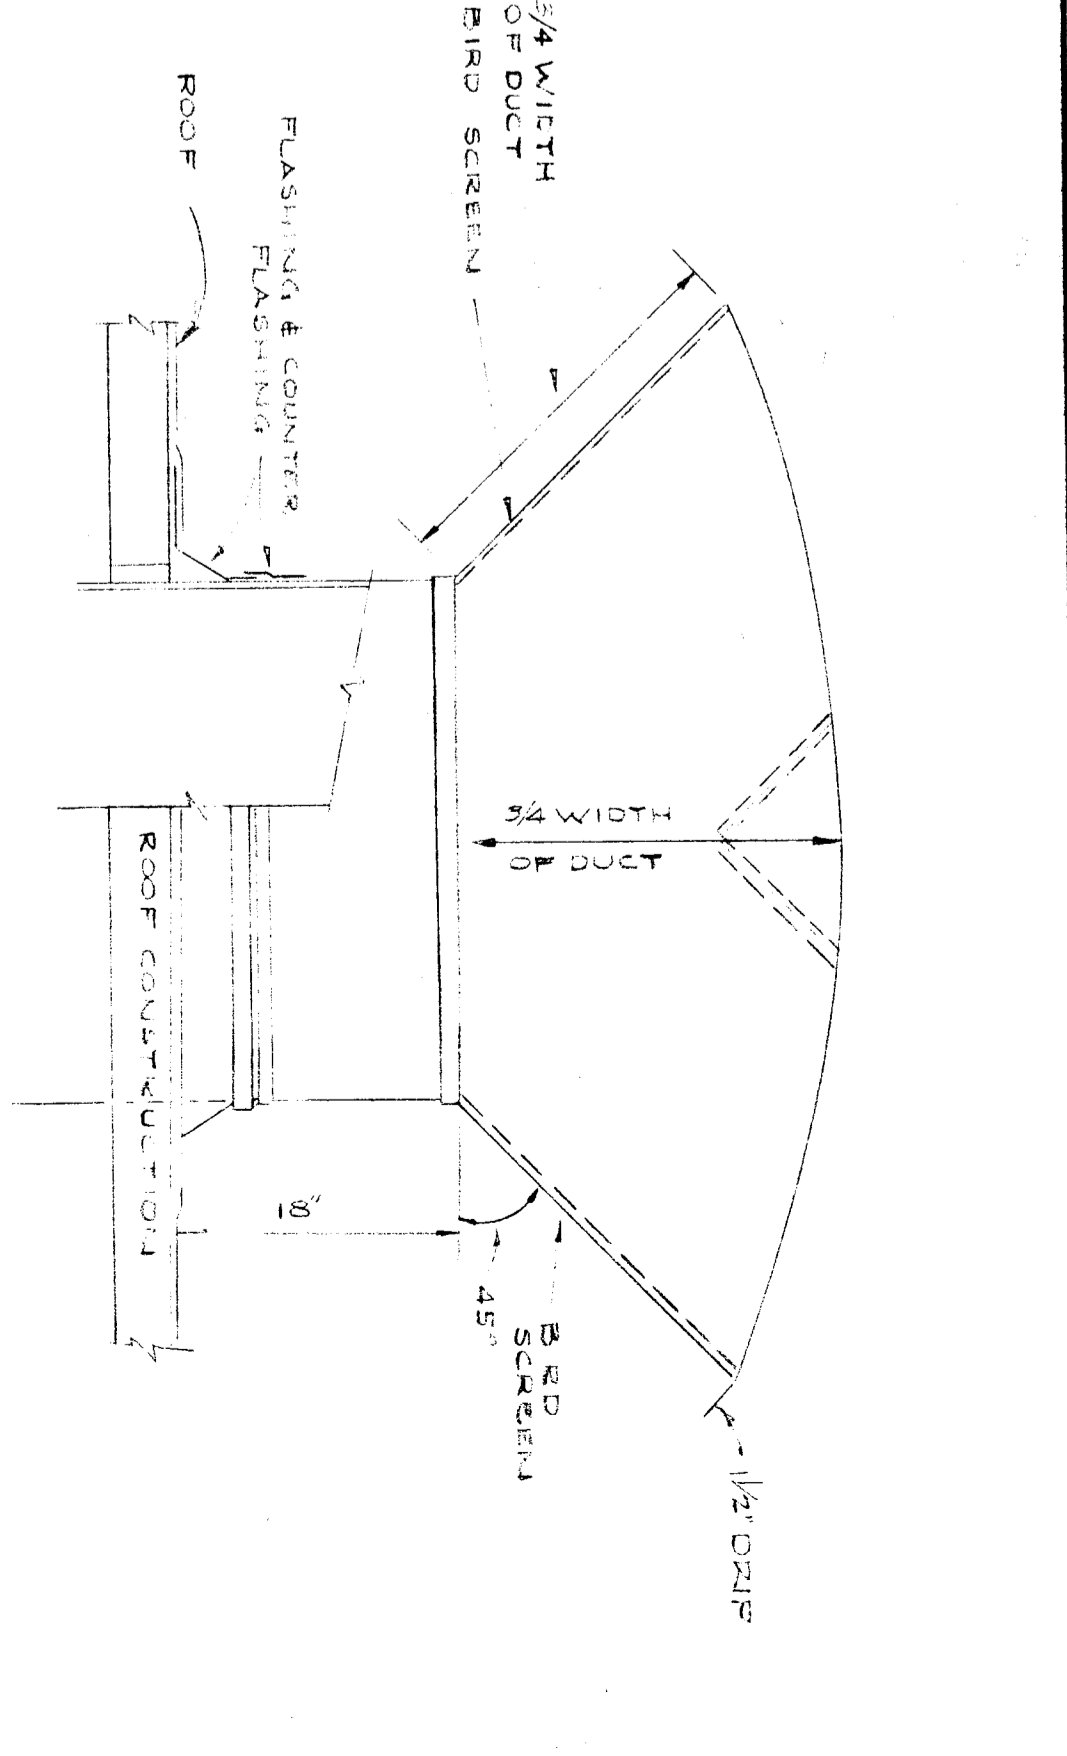 3/4 WIDTH
OF DUCT
BIRD SCREEN
ROOF
FLASHING & COUNTER
FLASHING
3/4 WIDTH
OF DUCT
ROOF CONSTRUCTION
18"
45°
BIRD
SCREEN
1 1/2" DRIP